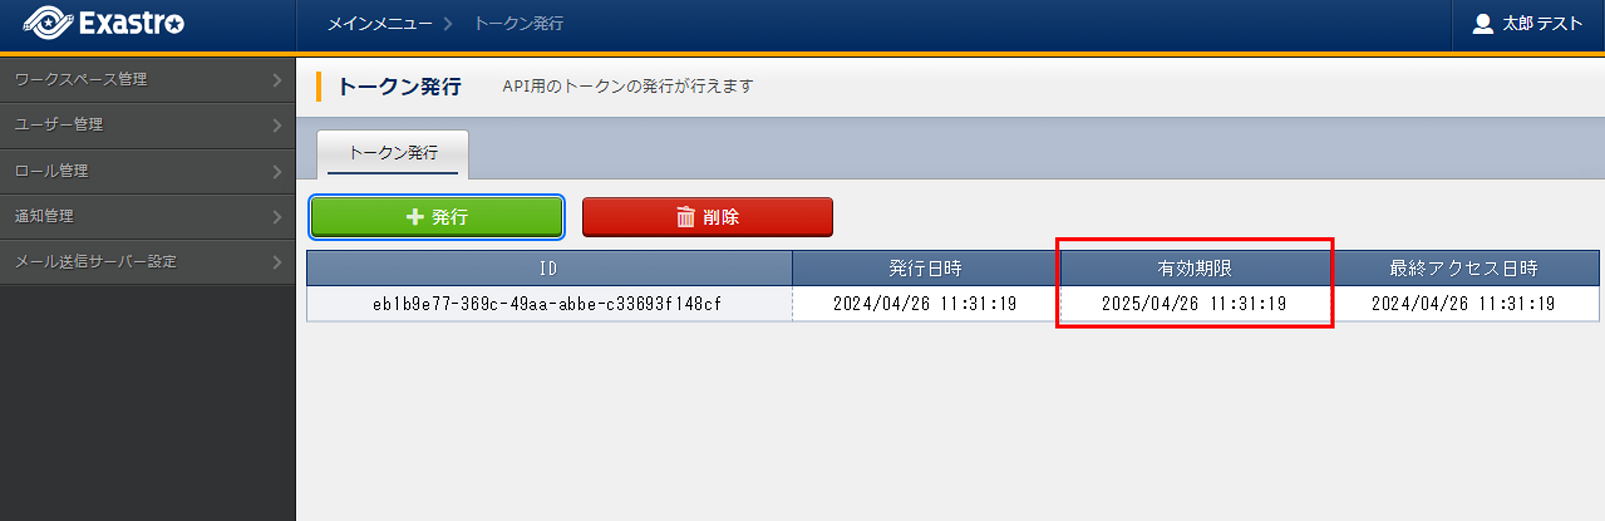 Exastro
メインメニュー トークン発行
太郎 テスト
ワークスペース管理
ユーザー管理
ロール管理
通知管理
メール送信サーバー設定
トークン発行 API用のトークンの発行が行えます
トークン発行
発行 削除
ID 発行日時 有効期限 最終アクセス日時
eb1b9e77-369c-49aa-abbe-c33693f148cf 2024/04/26 11:31:19 2025/04/26 11:31:19 2024/04/26 11:31:19